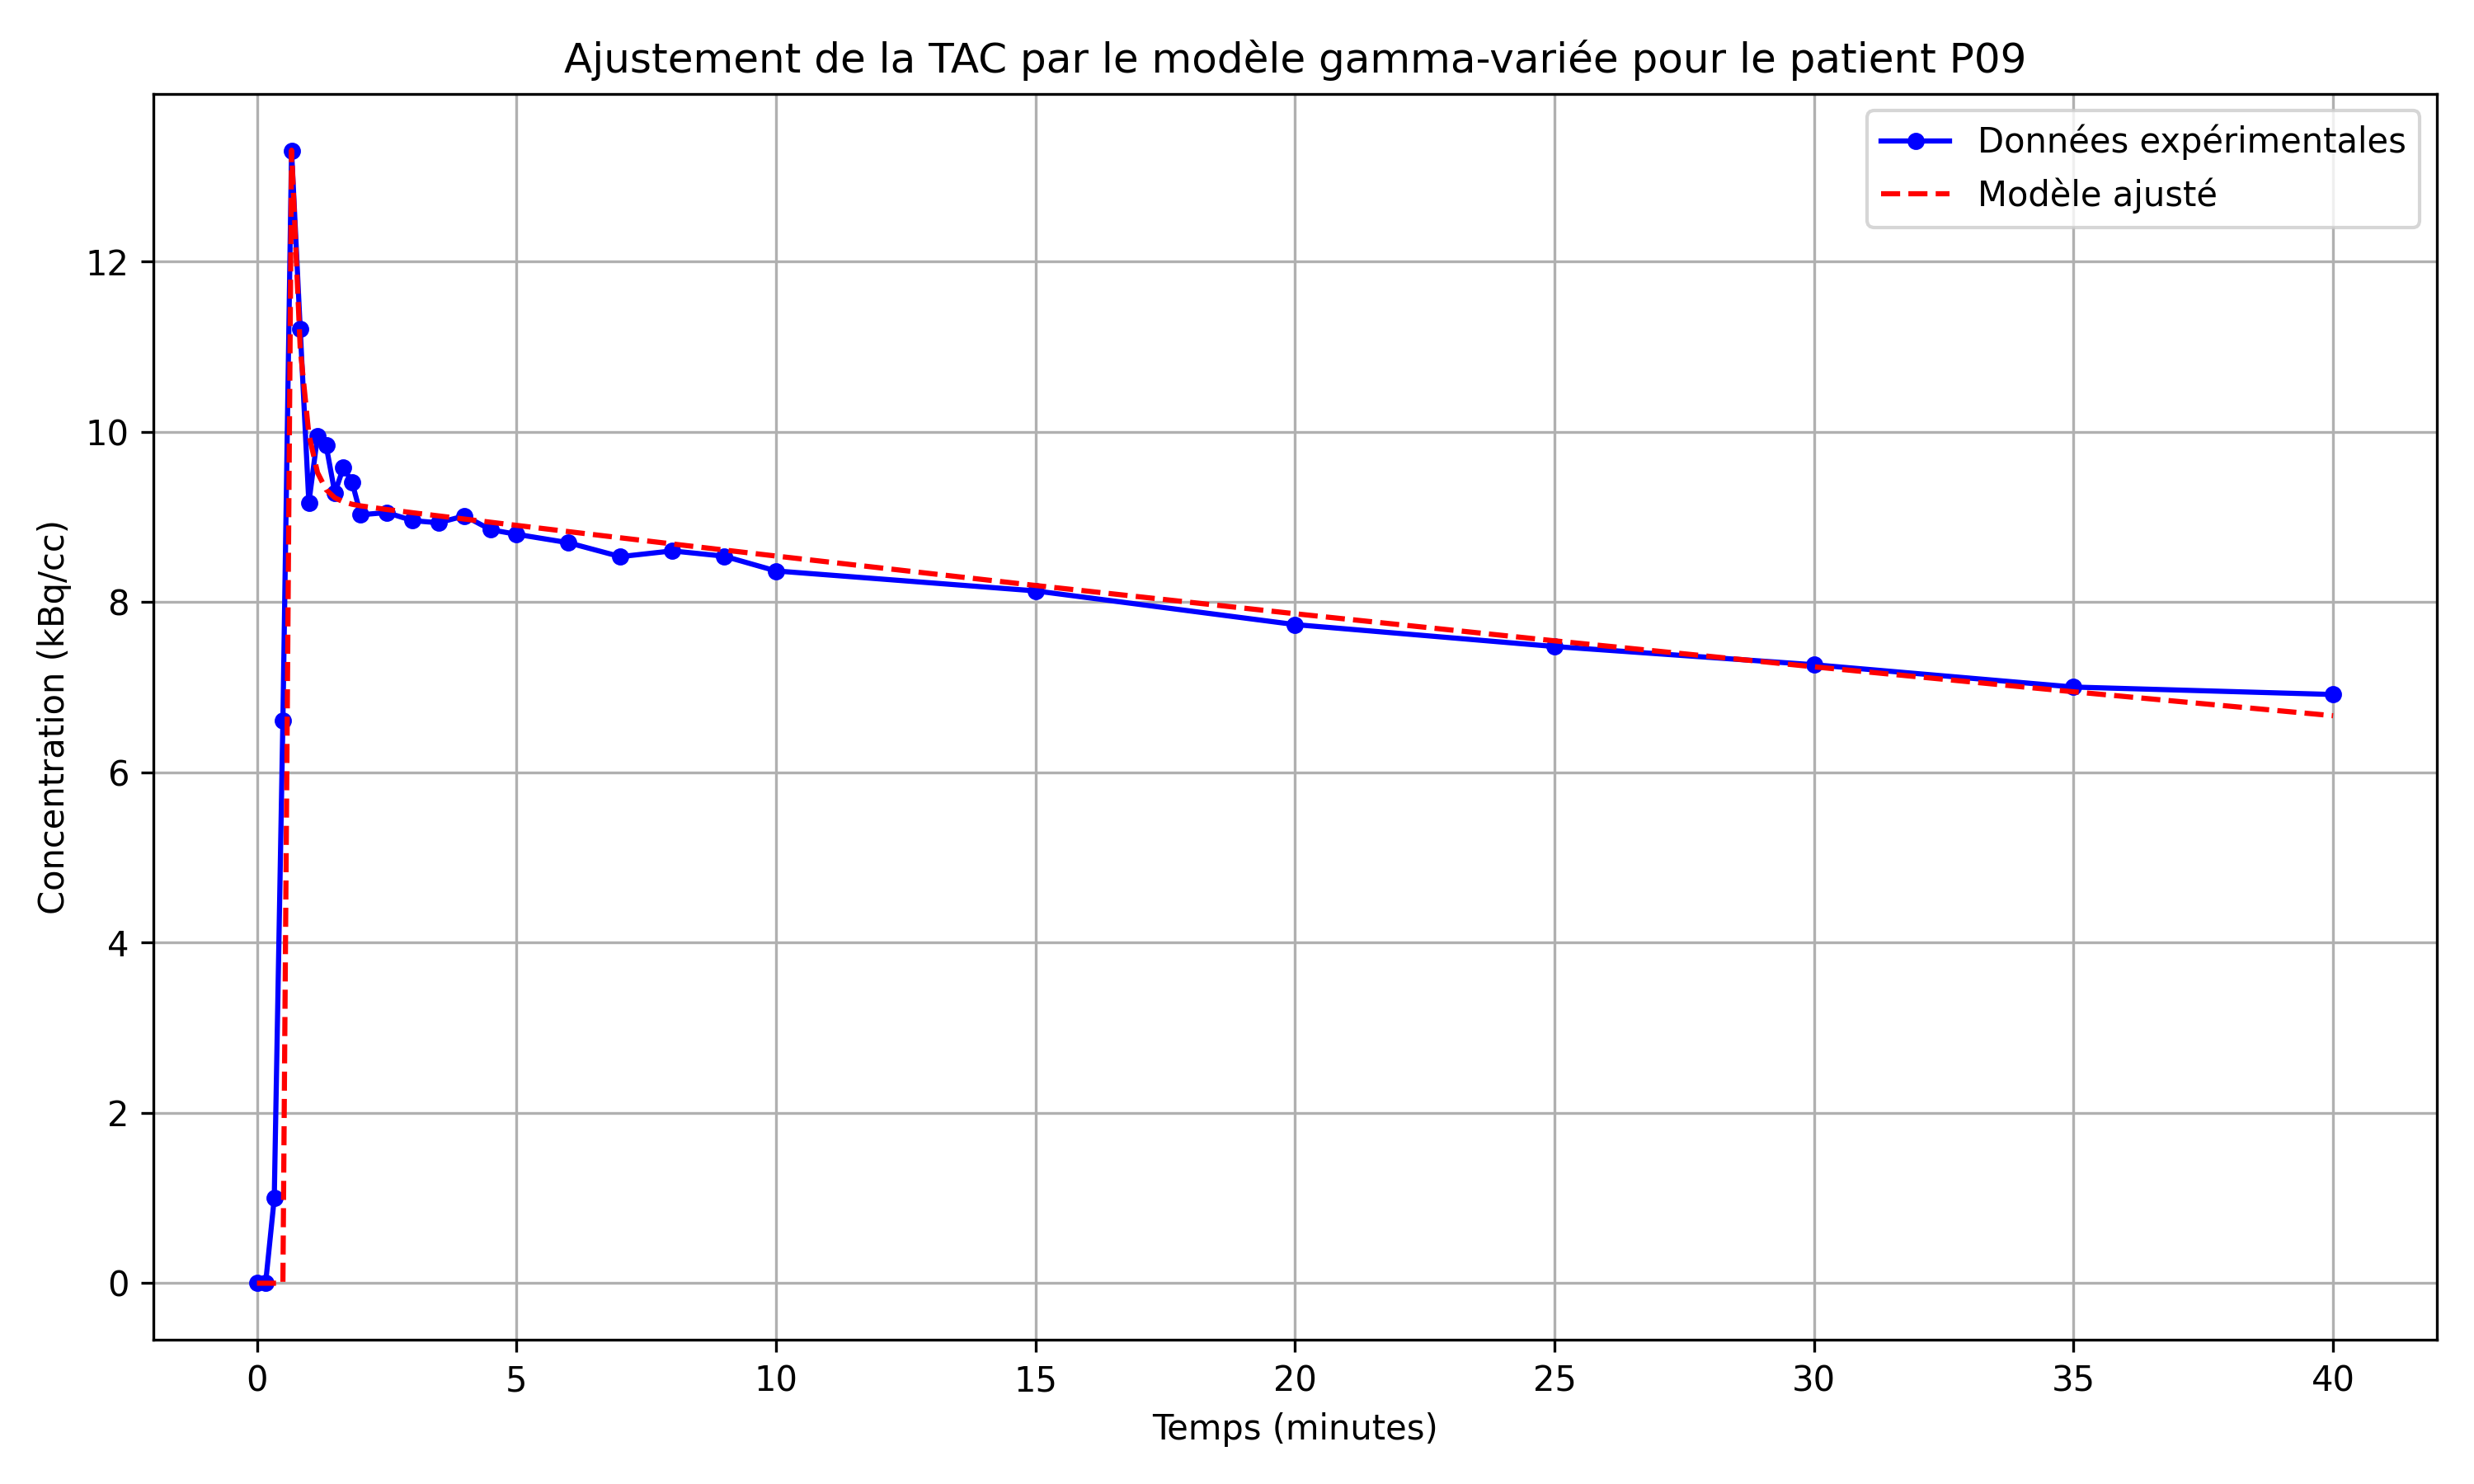 Ajustement de la TAC par le modèle gamma-variée pour le patient P09
Données expérimentales
Modèle ajusté
Concentration (kBq/cc)
12
10
8
6
4
2
0
0 5 10 15 20 25 30 35 40
Temps (minutes)